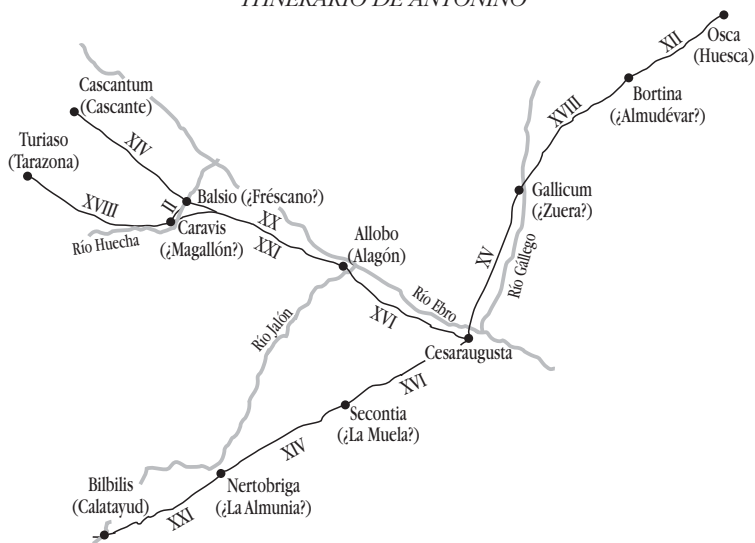 ITINERARIO DE ANTONINO
XII
Osca
(Huesca)
Cascantum
(Cascante)
Bortina
(¿Almudévar?)
XVIII
Turiaso
(Tarazona)
XIV
Gallicum
(¿Zuera?)
XVIII
II
Balsio (¿Fréscano?)
XX
Caravis
(¿Magallón?)
Río Huecha
XXI
Allobo
(Alagón)
XV
Río Gállego
Río Ebro
Río Jalón
XVI
Cesaraugusta
XVI
Secontia
(¿La Muela?)
XIV
Bilbilis
(Calatayud)
Nertobriga
(¿La Almunia?)
XXI